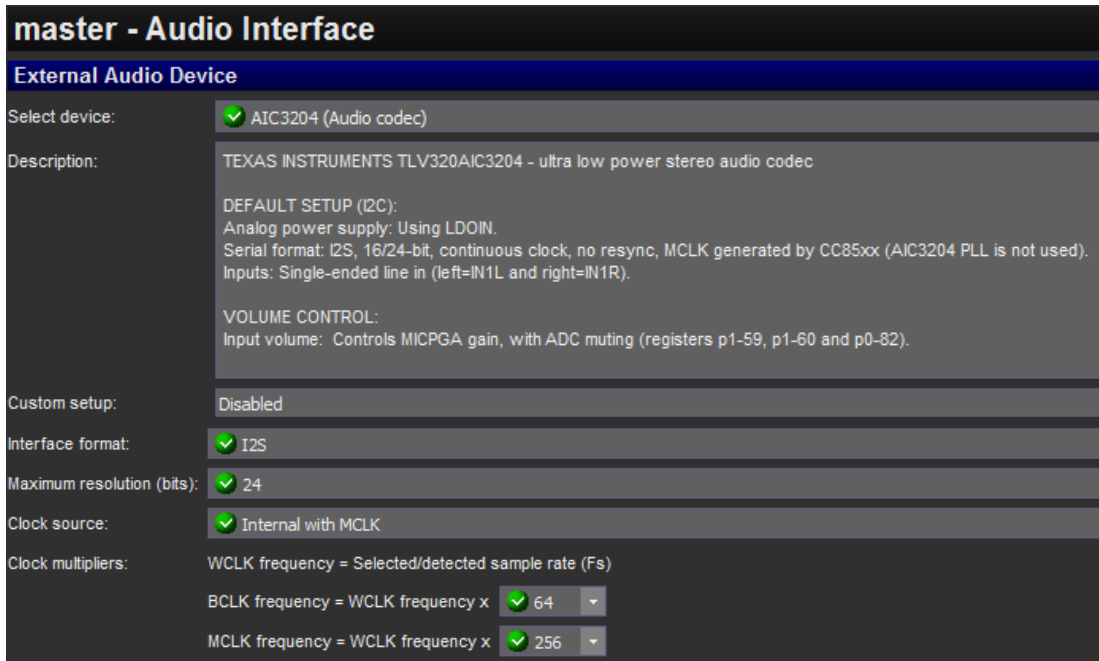 master - Audio Interface
External Audio Device
Select device: AIC3204 (Audio codec)
Description: TEXAS INSTRUMENTS TLV320AIC3204 - ultra low power stereo audio codec
DEFAULT SETUP (I2C):
Analog power supply: Using LDOIN.
Serial format: I2S, 16/24-bit, continuous clock, no resync, MCLK generated by CC85xx (AIC3204 PLL is not used).
Inputs: Single-ended line in (left=IN1L and right=IN1R).
VOLUME CONTROL:
Input volume:  Controls MICPGA gain, with ADC muting (registers p1-59, p1-60 and p0-82).
Custom setup: Disabled
Interface format: I2S
Maximum resolution (bits): 24
Clock source: Internal with MCLK
Clock multipliers: WCLK frequency = Selected/detected sample rate (Fs)
BCLK frequency = WCLK frequency x 64
MCLK frequency = WCLK frequency x 256